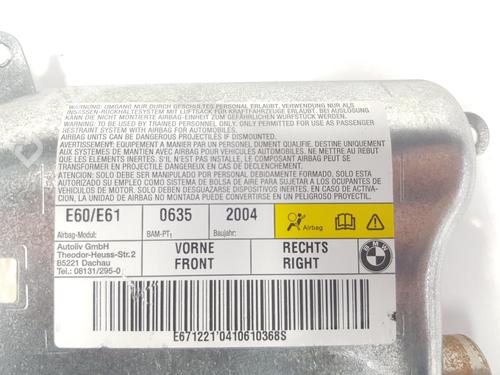 WARNUNG: UMGANG NUR DURCH GESCHULTES PERSONAL ERLAUBT. VERWENDUNG NUR ALS
INSASSEN-RÜCKHALTESYSTEM MIT LUFTSACK FÜR KRAFTFAHRZEUGE ERLAUBT. BEI AUSLÖSUNG
KANN DIE NICHT MONTIERTE AIRBAG-EINHEIT ZUM GEFÄHRLICHEN WURFSTÜCK WERDEN.
WARNING: TO BE USED BY TRAINED PERSONNEL ONLY. PERMITTED FOR USE AS PASSENGER
RESTRAINT SYSTEM WITH AIRBAG FOR AUTOMOBILES.
AIRBAG UNITS CAN BE DANGEROUS PROJECTILES IF DISMOUNTED.
AVERTISSEMENT: EQUIPEMENT A MANIER PAR UN PERSONEL DUMENT QUALIFIE. DESTINE UNIQUEMENT
AUX SYSTEMES DE MAINTIEN AVEC AIRBAG POUR VEHICULES AUTOMOBILES. NE METTRE AU REBUT
QUE LES ELEMENTS INERTES. S'IL N'EST PAS INSTALLE, LE COMPOSANT AIRBAG PEUT SE
TRANSFORMER EN PROJECTILE DANGEREUX EN CAS DE DECLENCHEMENT.
ATENCION: SOLO DEBE SER MANIPULADO POR PERSONAL DEBIDAMENTE CUALIFICADO. ESTA
AUTORIZADO SU EMPLEO COMO SISTEMA DE BOLSA DE AIRE PARA LOS OCUPANTES DE
VEHICULOS DE MOTOR. SOLO DEBEN DESGUAZARSE DISPOSITIVOS INERTES. EN CASO DE ACTIVA-
CION, LA UNIDAD DE AIRBAG NO MONTADA PUEDE CONVERTIRSE EN UN PELIGROSO PROYECTIL.
E60/E61 0635 2004 Airbag
Airbag-Modul: BAM-PT1 Baujahr:
Autoliv GmbH
Theodor-Heuss-Str.2
85221 Dachau
Tel.: 08131/295-0
VORNE RECHTS
FRONT RIGHT
BMW
E671221'0410610368S